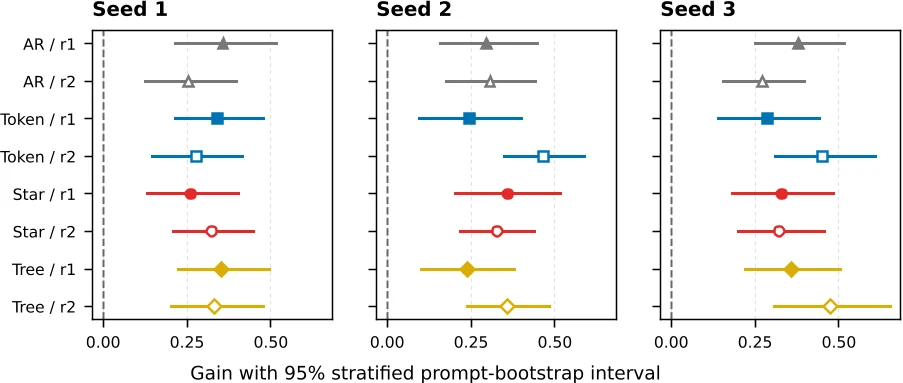 Seed 1
Seed 2
Seed 3
AR / r1
AR / r2
Token / r1
Token / r2
Star / r1
Star / r2
Tree / r1
Tree / r2
0.00 0.25 0.50
0.00 0.25 0.50
0.00 0.25 0.50
Gain with 95% stratified prompt-bootstrap interval